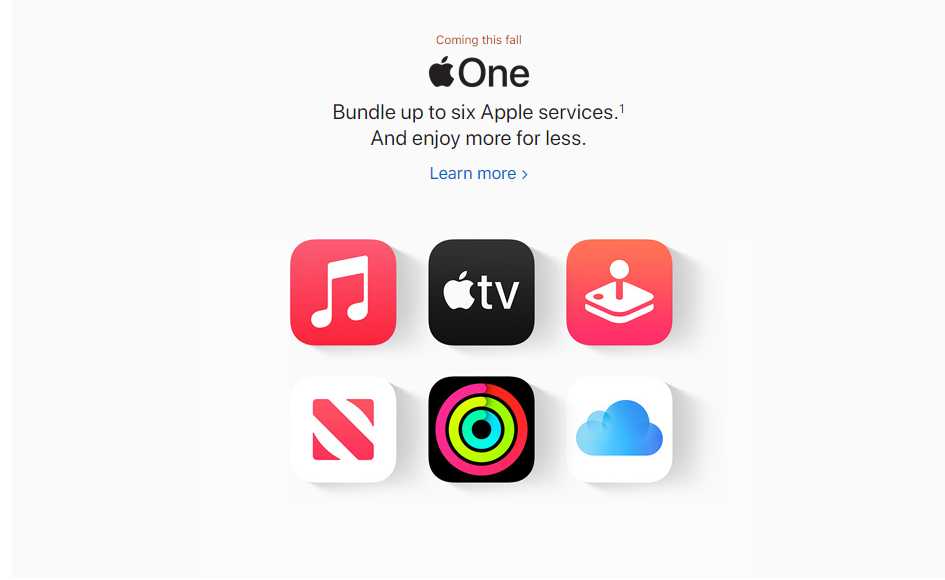 Coming this fall
One
Bundle up to six Apple services.1
And enjoy more for less.
Learn more >
tv